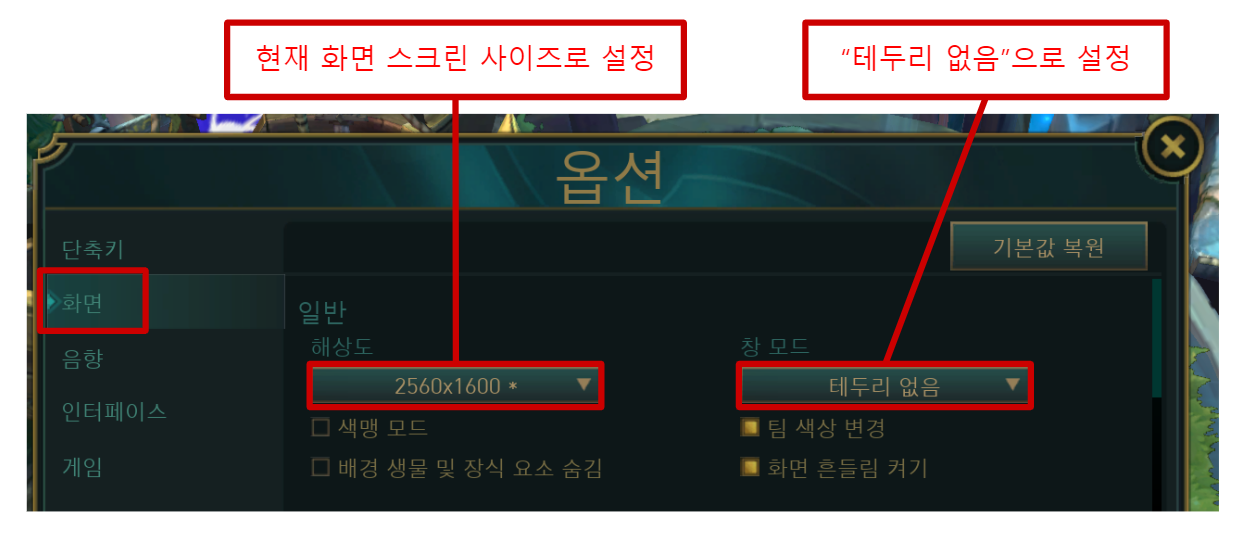 현재 화면 스크린 사이즈로 설정
“테두리 없음”으로 설정
옵션
단축키
기본값 복원
화면
일반
해상도
창 모드
음향
2560x1600 *
테두리 없음
인터페이스
색맹 모드
팀 색상 변경
게임
배경 생물 및 장식 요소 숨김
화면 흔들림 켜기